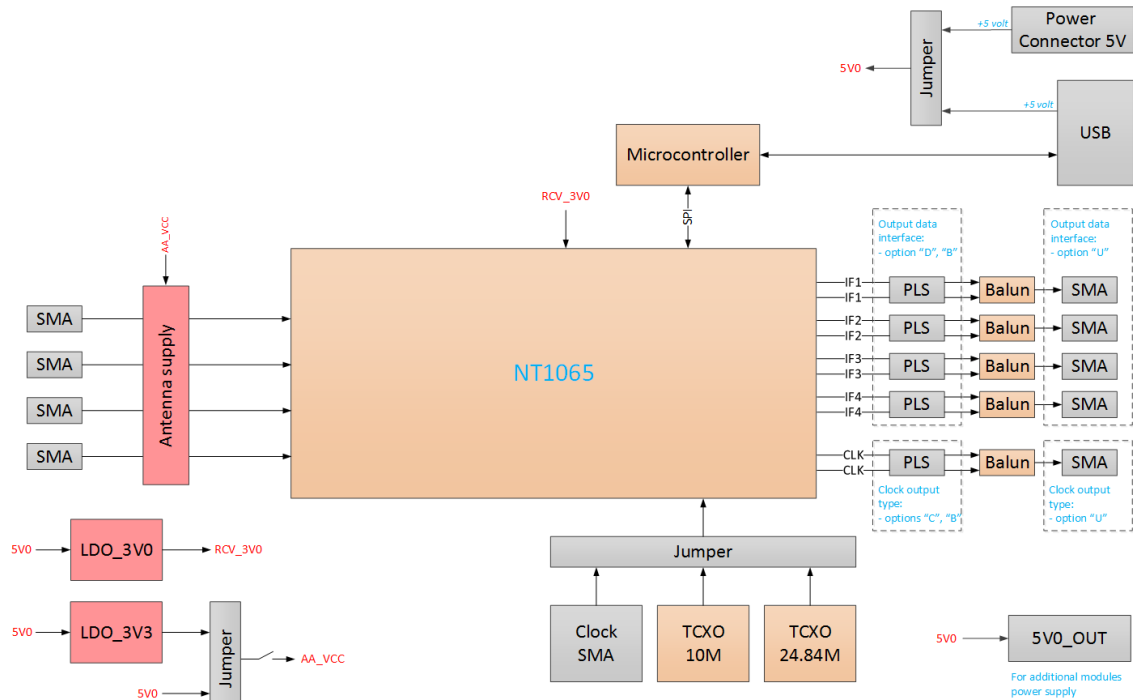 +5 volt
Power
Connector 5V
Jumper
5V0
+5 volt
USB
Microcontroller
SPI
RCV_3V0
AA_VCC
Antenna supply
SMA
SMA
SMA
SMA
NT1065
Output data
interface:
- option "D", "B"
Output data
interface:
- option "U"
IF1
IF1
PLS
Balun
SMA
IF2
IF2
PLS
Balun
SMA
IF3
IF3
PLS
Balun
SMA
IF4
IF4
PLS
Balun
SMA
CLK
CLK
PLS
Balun
SMA
Clock output
type:
- options "C", "B"
Clock output
type:
- option "U"
5V0
LDO_3V0
RCV_3V0
5V0
LDO_3V3
Jumper
AA_VCC
5V0
Jumper
Clock
SMA
TCXO
10M
TCXO
24.84M
5V0
5V0_OUT
For additional modules
power supply